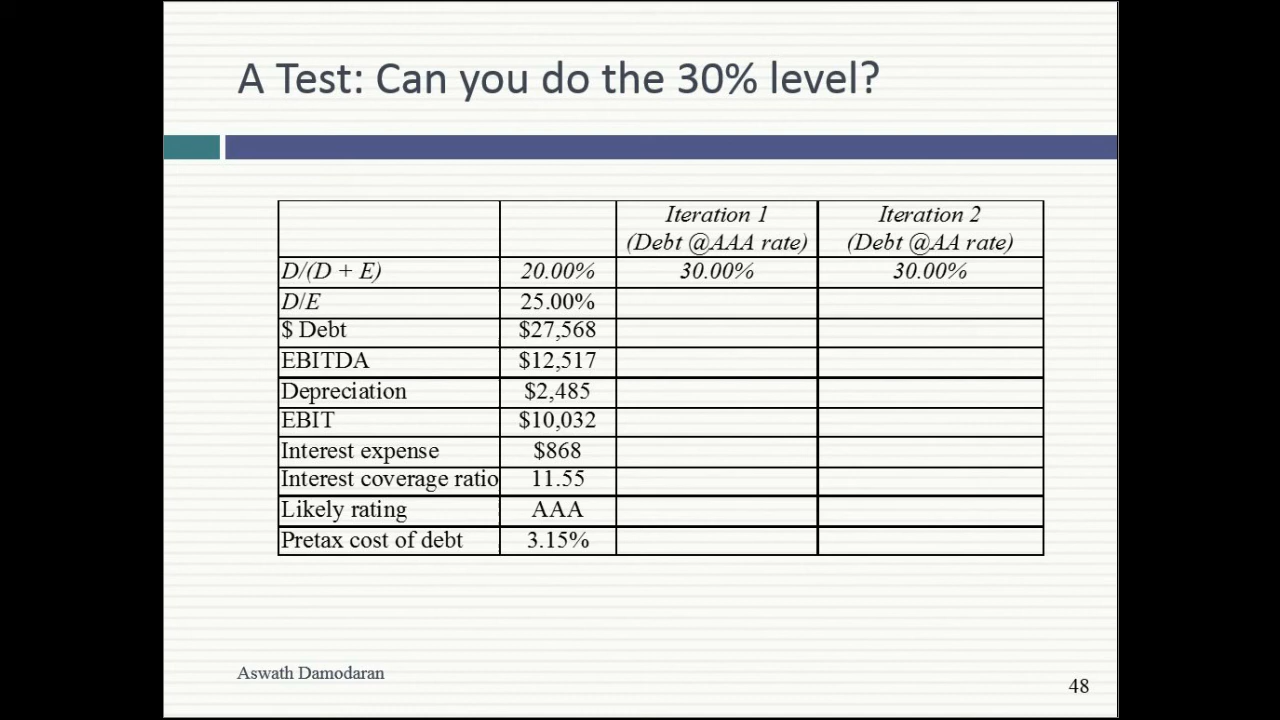 A Test: Can you do the 30% level?
Iteration 1 Iteration 2
(Debt @AAA rate) (Debt @AA rate)
D/(D + E) 20.00% 30.00% 30.00%
D/E 25.00%
$ Debt $27,568
EBITDA $12,517
Depreciation $2,485
EBIT $10,032
Interest expense $868
Interest coverage ratio 11.55
Likely rating AAA
Pretax cost of debt 3.15%
Aswath Damodaran
48